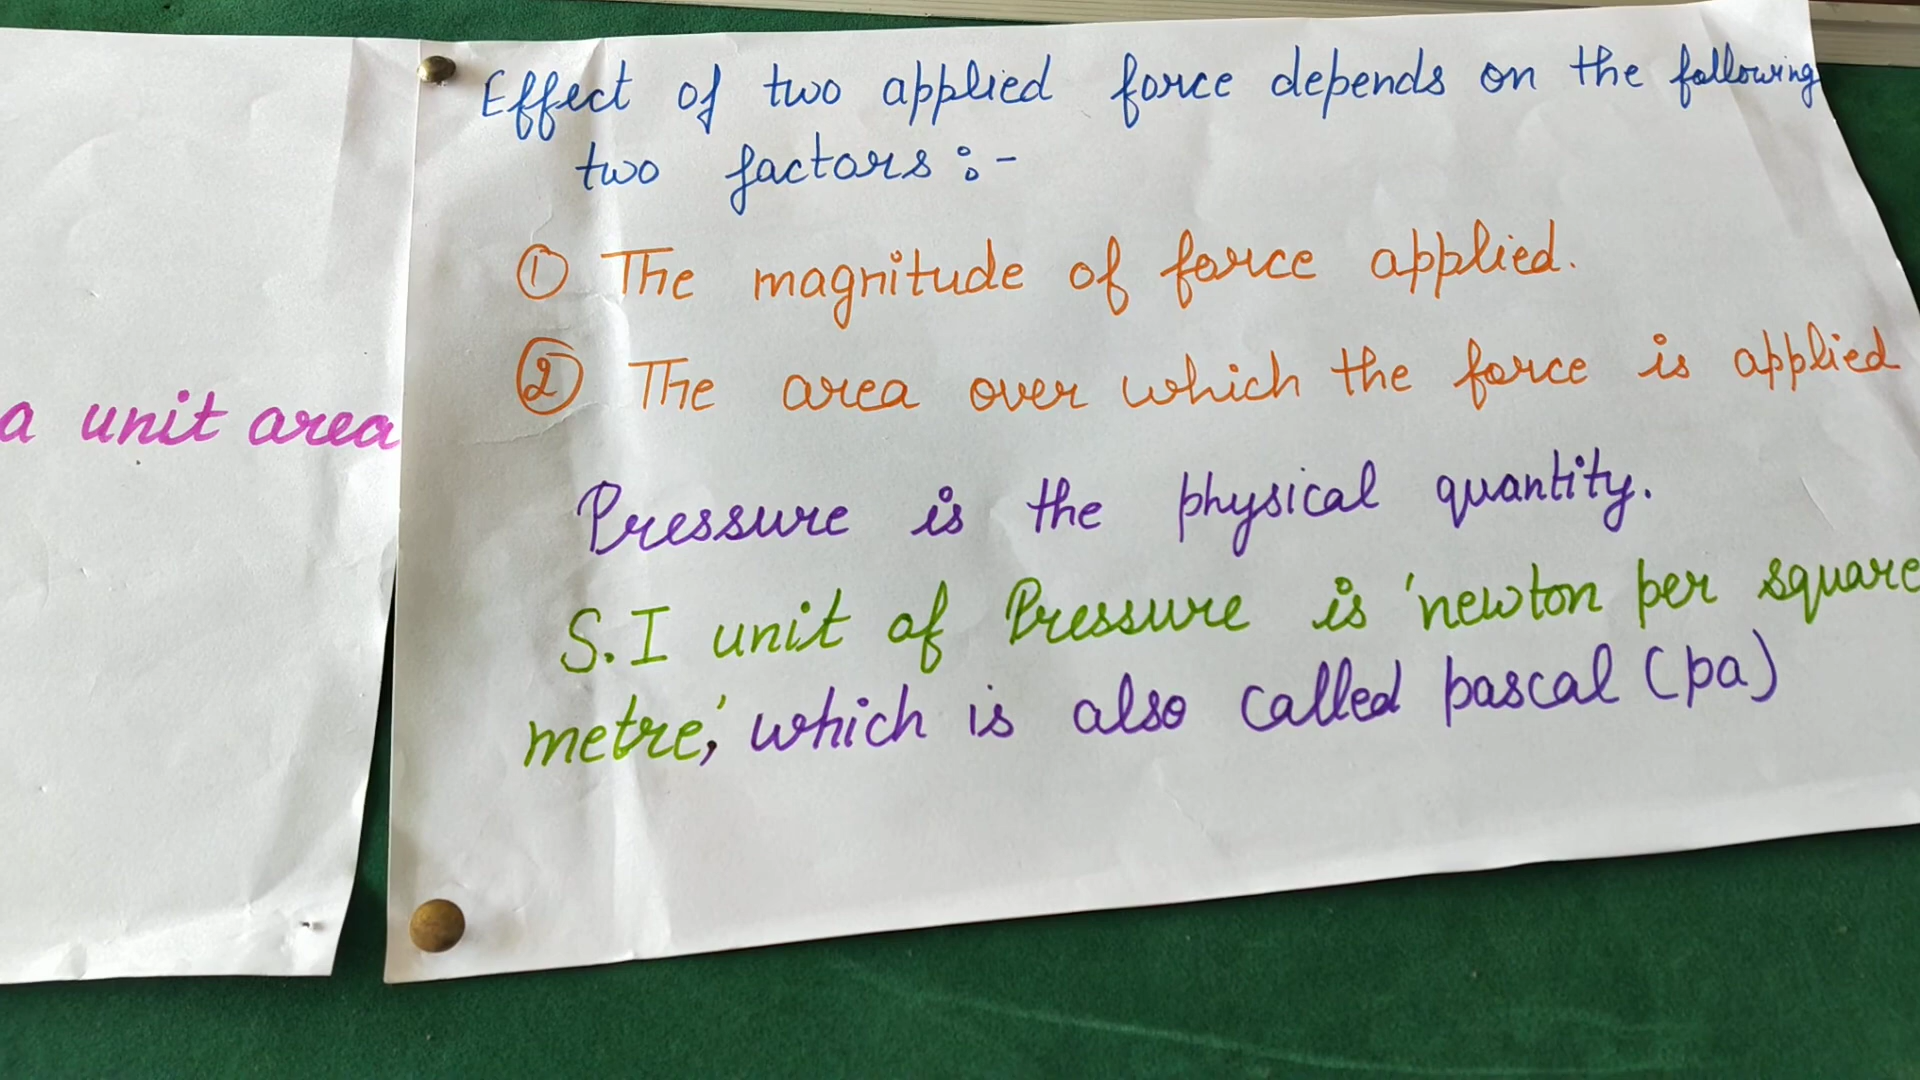 a unit area
Effect of two applied force depends on the following
two factors :-
① The magnitude of force applied.
② The area over which the force is applied
Pressure is the physical quantity.
S.I unit of Pressure is 'newton per square
metre', which is also called pascal (pa)